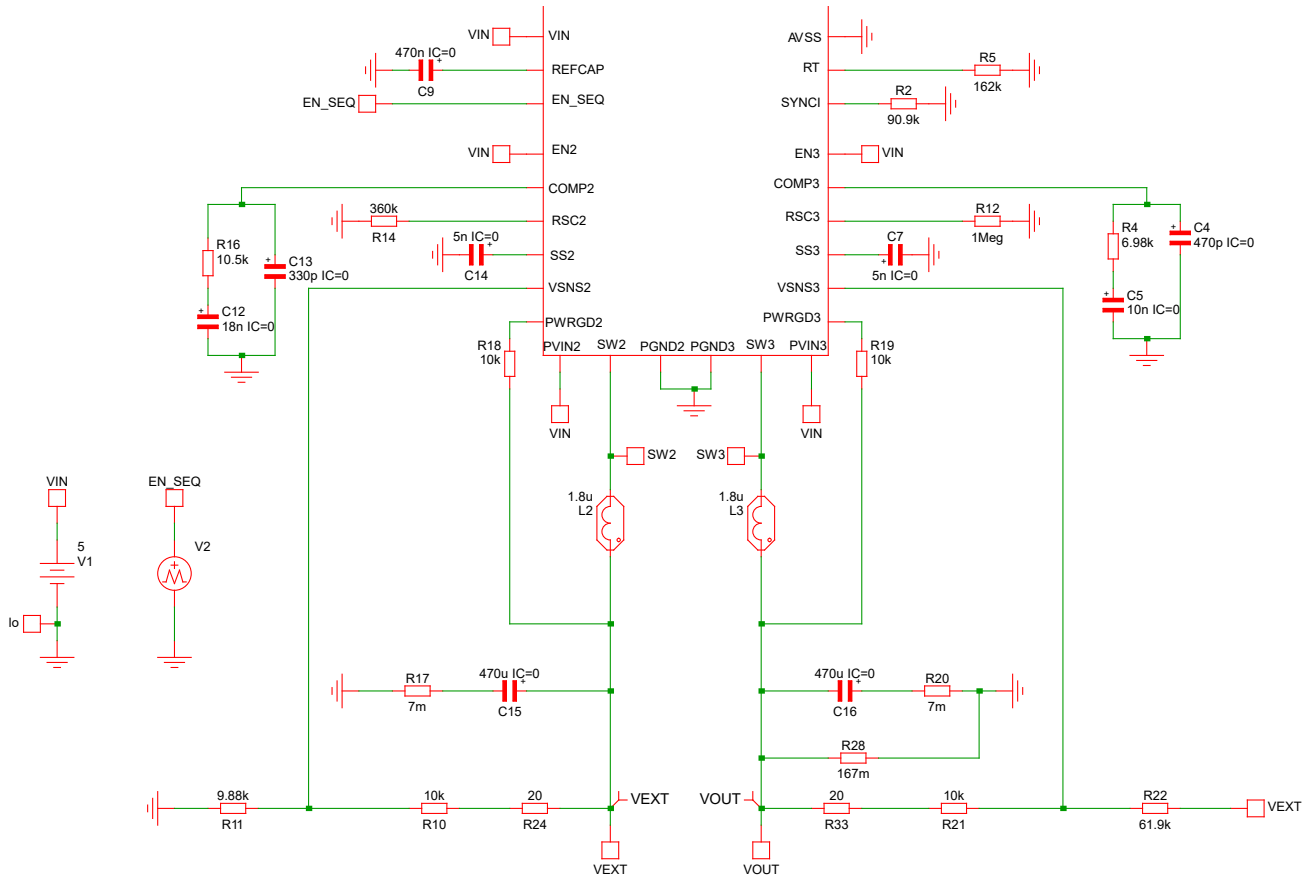 VIN VIN
470n IC=0
REFCAP
C9
EN_SEQ EN_SEQ
VIN EN2
COMP2
360k
RSC2
R14
5n IC=0
SS2
C14
VSNS2
PWRGD2
R16
10.5k
C13
330p IC=0
C12
18n IC=0
R18
10k
PVIN2
SW2
PGND2
PGND3
SW3
PVIN3
AVSS
RT
R5
162k
SYNCI
R2
90.9k
EN3 VIN
COMP3
RSC3
R12
1Meg
SS3
C7
5n IC=0
VSNS3
PWRGD3
R19
10k
R4
6.98k
C4
470p IC=0
C5
10n IC=0
VIN
VIN
SW2
SW3
1.8u
L2
1.8u
L3
VIN
5
V1
Io
EN_SEQ
V2
R17
7m
470u IC=0
C15
470u IC=0
C16
R20
7m
R28
167m
9.88k
R11
10k
R10
20
R24
VEXT
VEXT
VOUT
VOUT
20
R33
10k
R21
R22
61.9k
VEXT